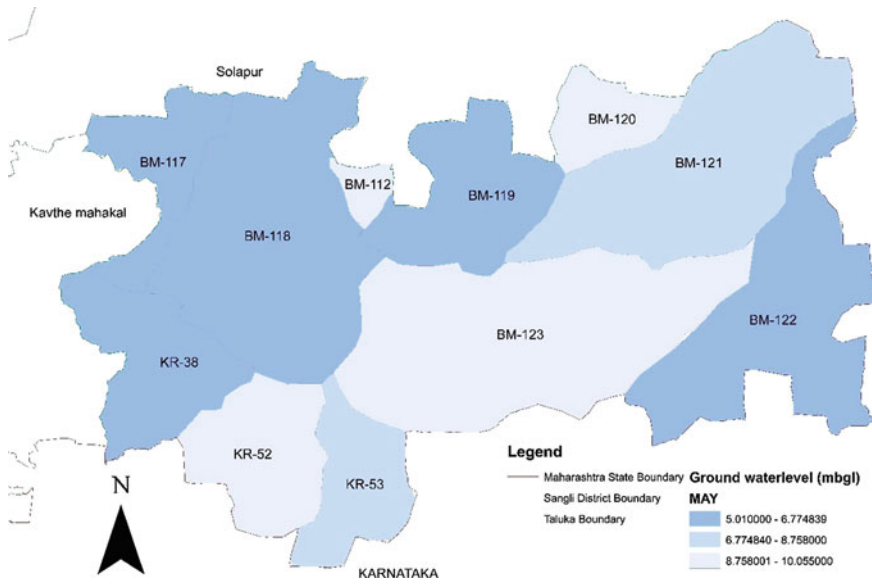 Solapur
BM-120
BM-117
BM-121
BM-112
BM-119
Kavthe mahakal
BM-118
BM-122
BM-123
KR-38
KR-52
KR-53
N
KARNATAKA
Legend
Maharashtra State Boundary
Sangli District Boundary
Taluka Boundary
Ground waterlevel (mbgl)
MAY
5.010000 - 6.774839
6.774840 - 8.758000
8.758001 - 10.055000